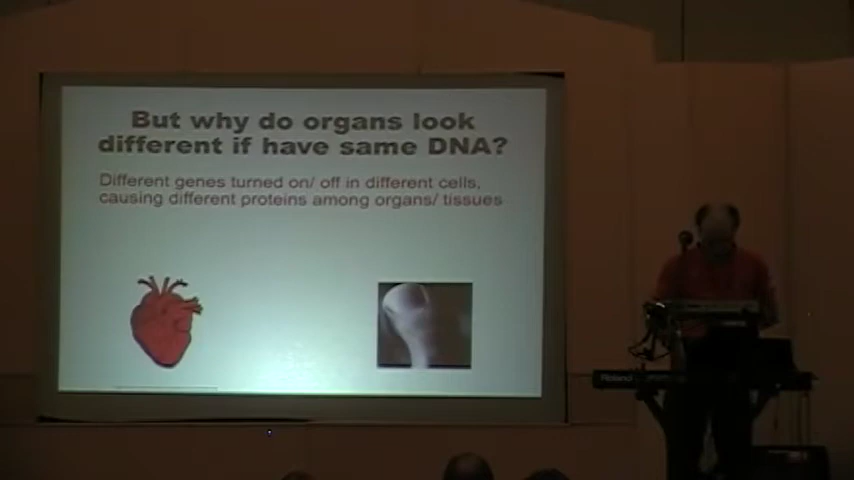 But why do organs look
different if have same DNA?
Different genes turned on/ off in different cells,
causing different proteins among organs/ tissues
Roland